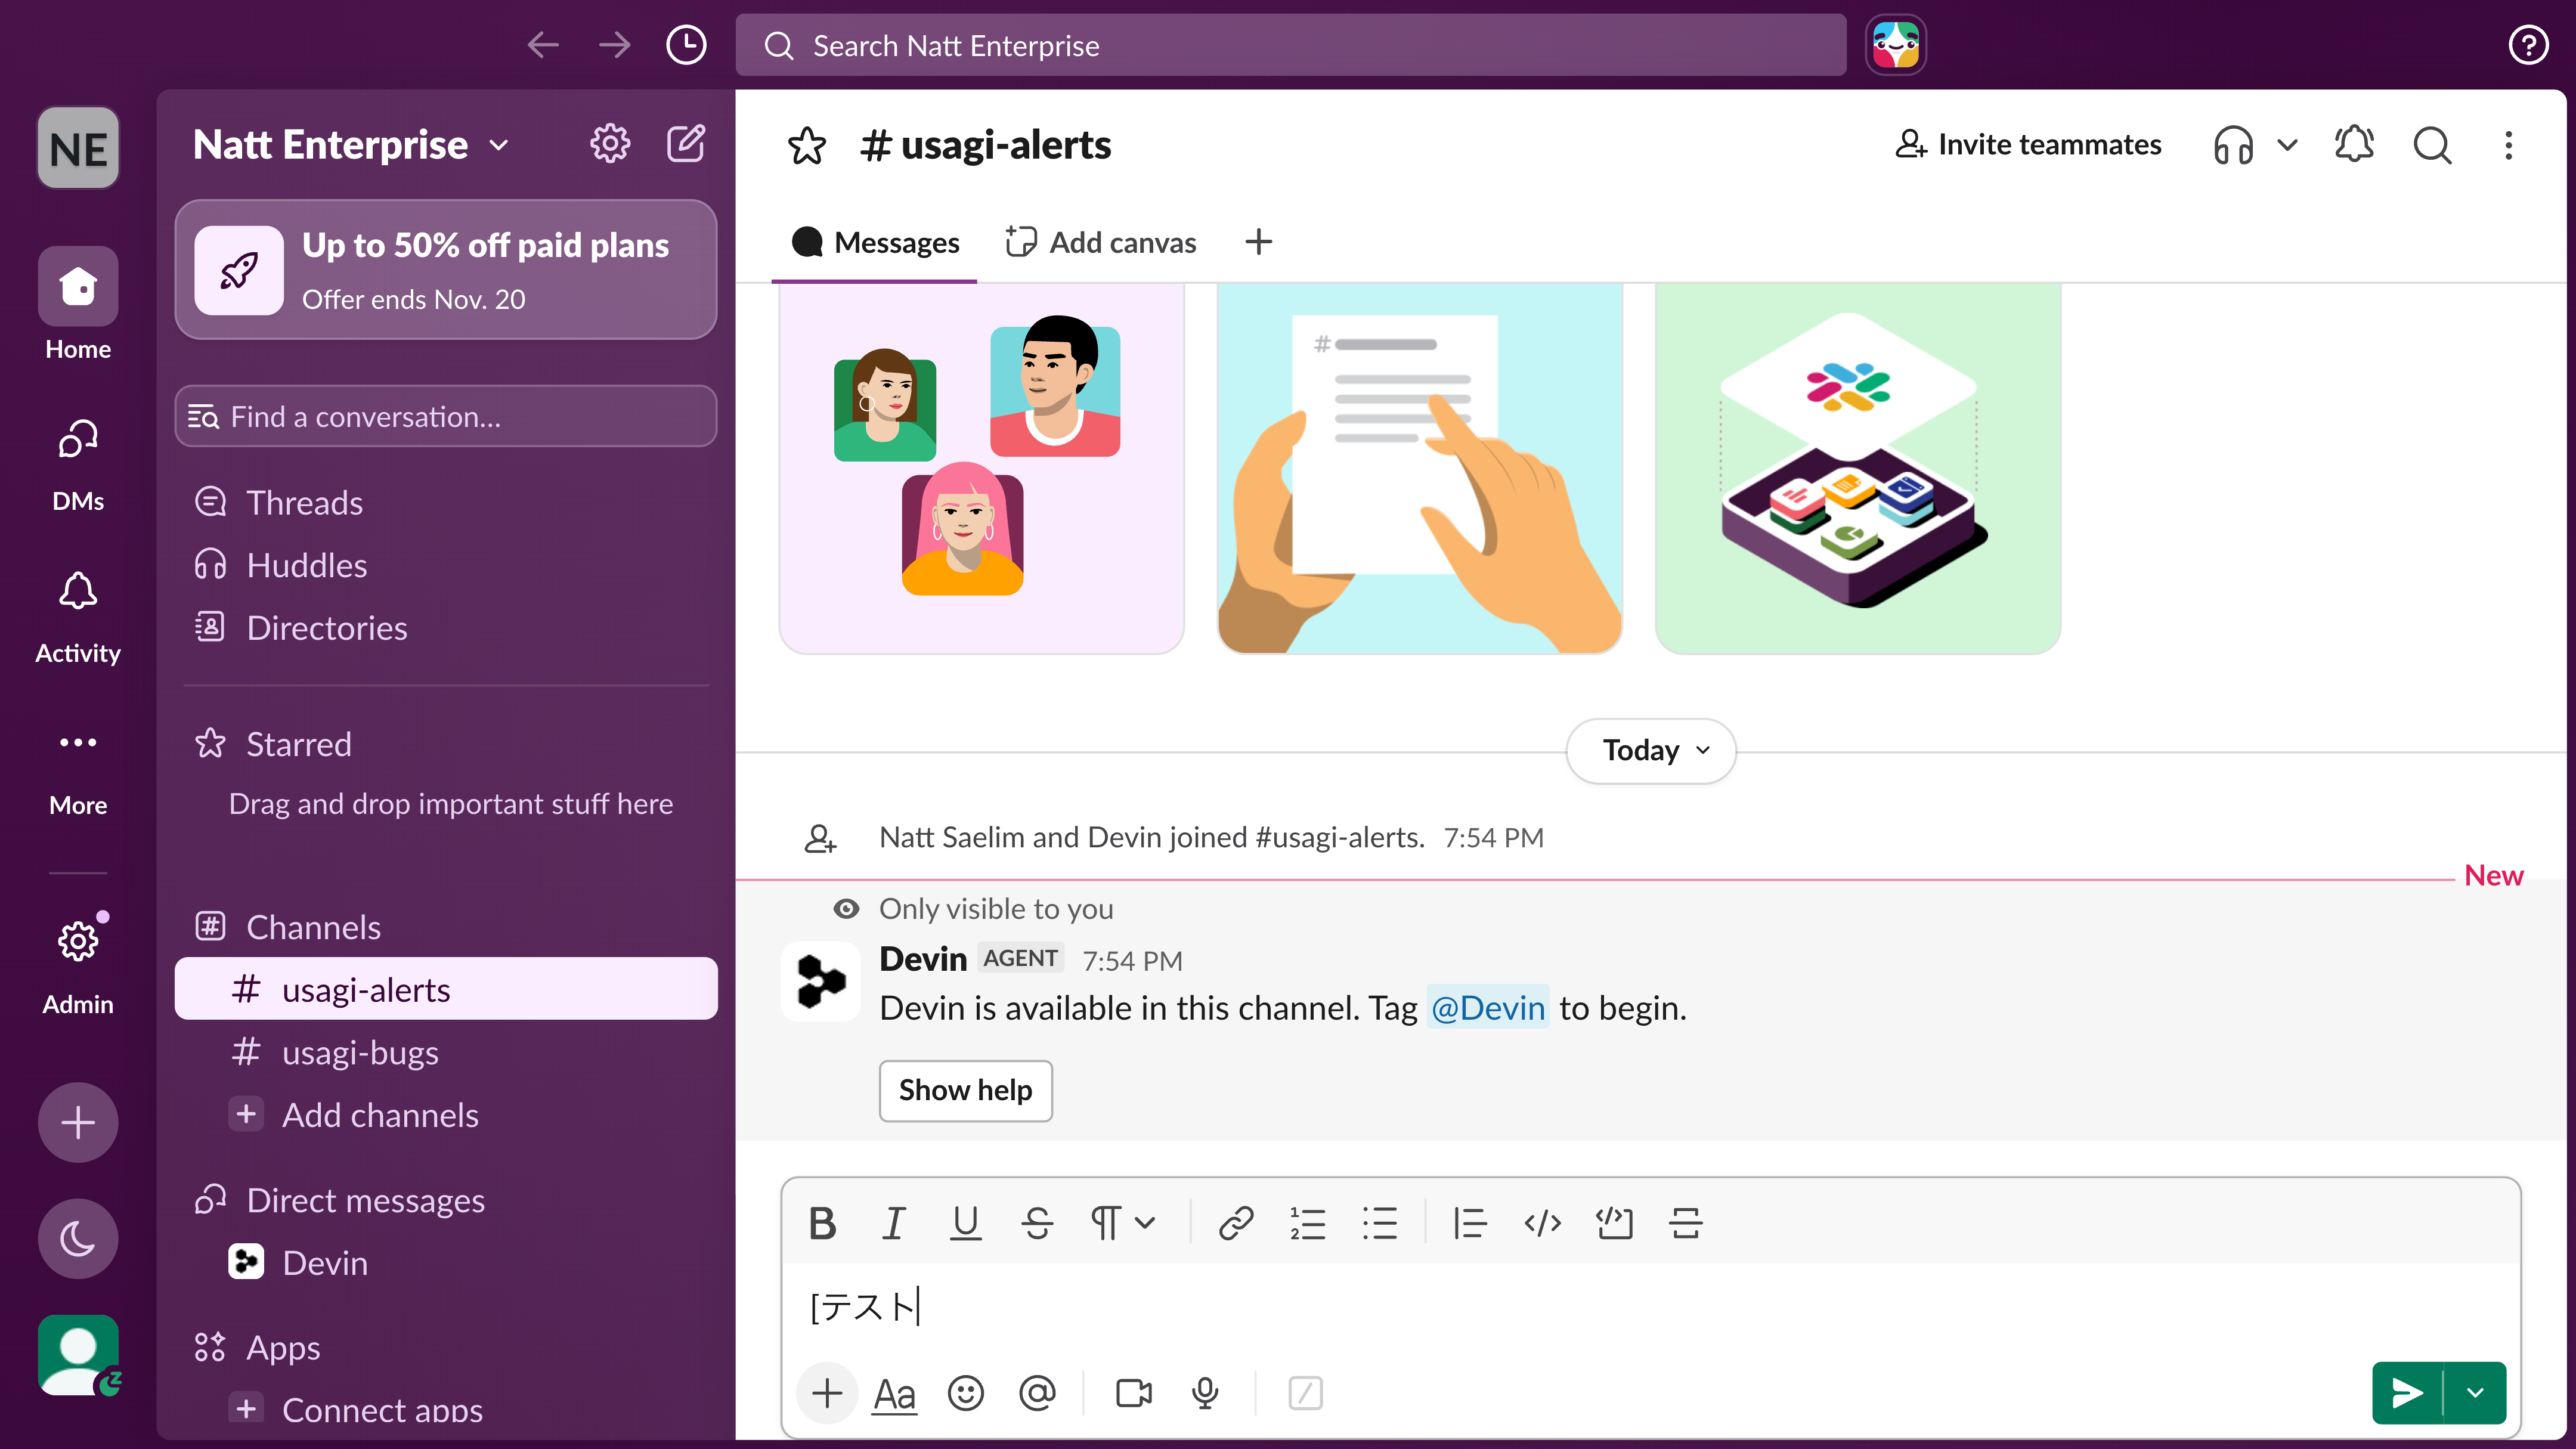 Search Natt Enterprise
NE
Home
DMs
Activity
More
Admin
Natt Enterprise
Up to 50% off paid plans
Offer ends Nov. 20
Find a conversation...
Threads
Huddles
Directories
Starred
Drag and drop important stuff here
Channels
# usagi-alerts
# usagi-bugs
Add channels
Direct messages
Devin
Apps
Connect apps
# usagi-alerts
Invite teammates
Messages
Add canvas
#
Today
Natt Saelim and Devin joined #usagi-alerts. 7:54 PM
New
Only visible to you
Devin AGENT 7:54 PM
Devin is available in this channel. Tag @Devin to begin.
Show help
[テスト
Aa